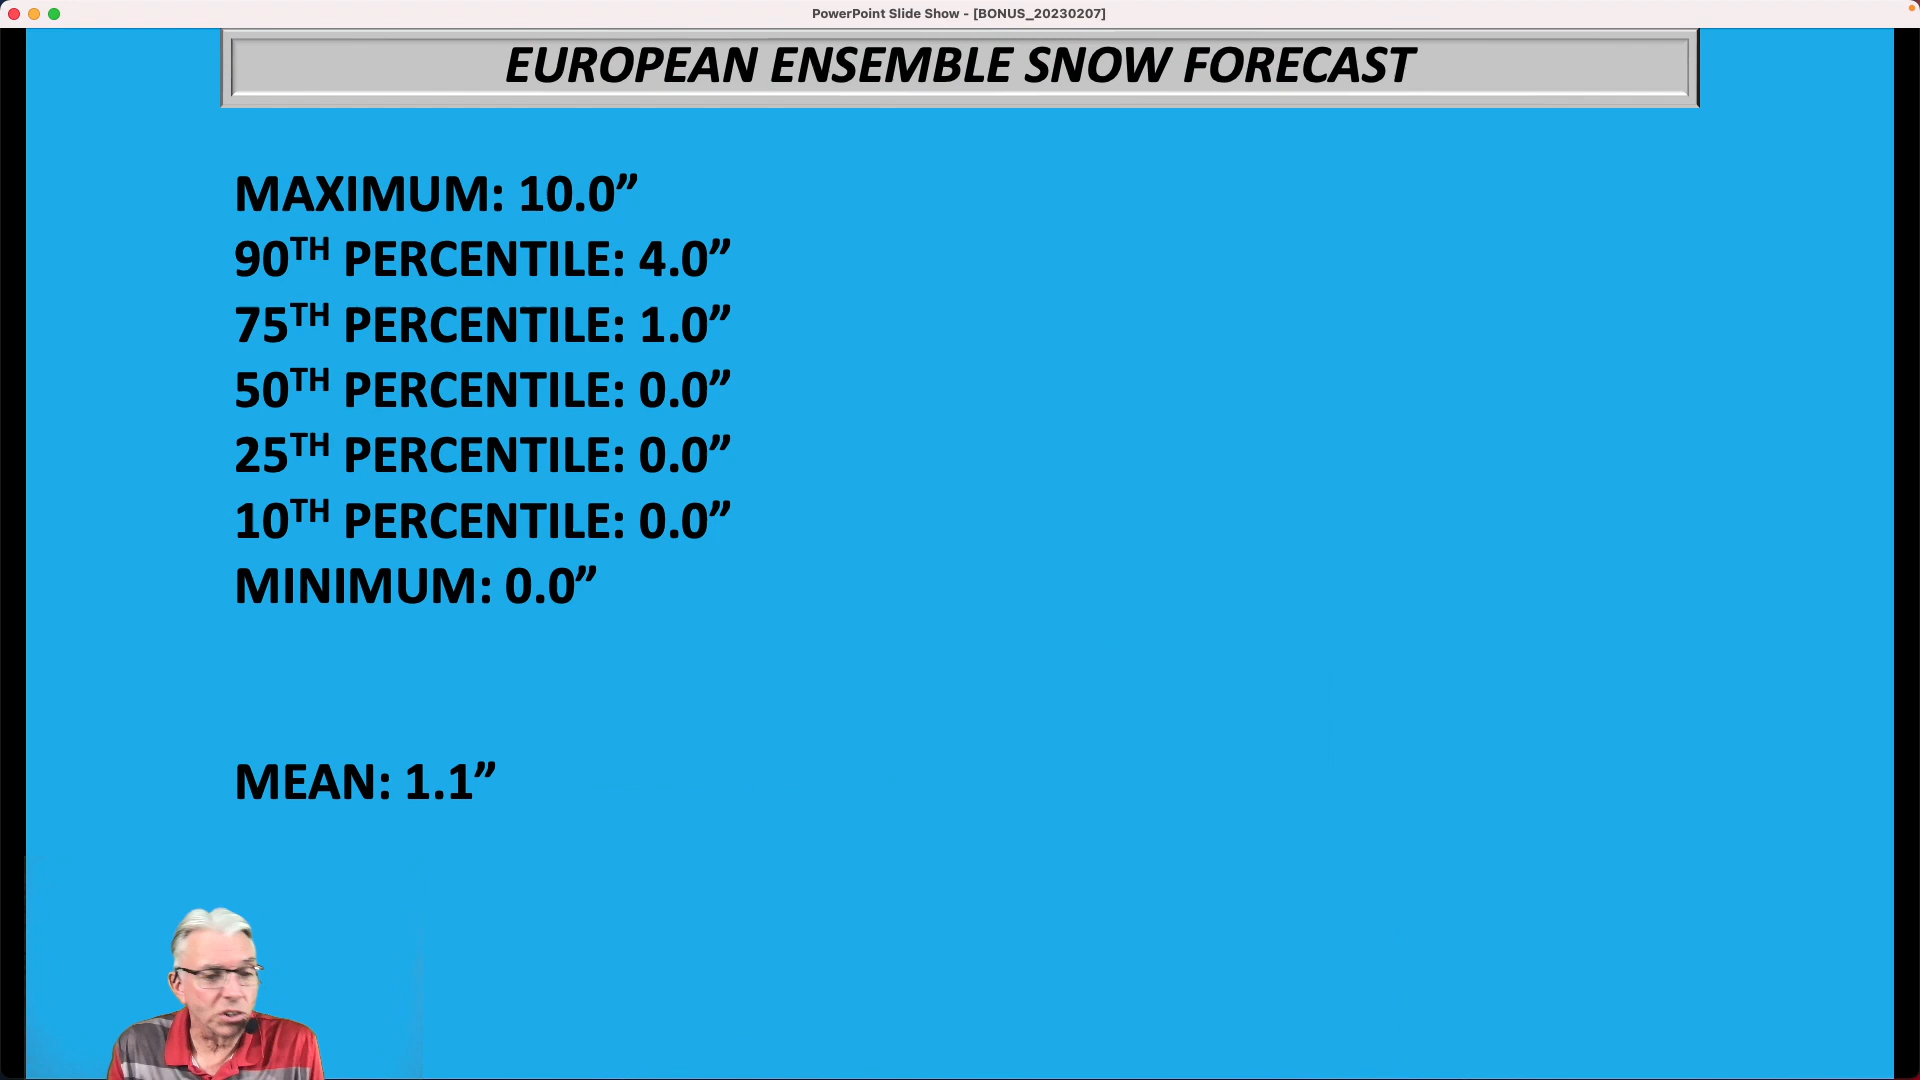 PowerPoint Slide Show - [BONUS_20230207]
EUROPEAN ENSEMBLE SNOW FORECAST
MAXIMUM: 10.0”
90TH PERCENTILE: 4.0”
75TH PERCENTILE: 1.0”
50TH PERCENTILE: 0.0”
25TH PERCENTILE: 0.0”
10TH PERCENTILE: 0.0”
MINIMUM: 0.0”
MEAN: 1.1”